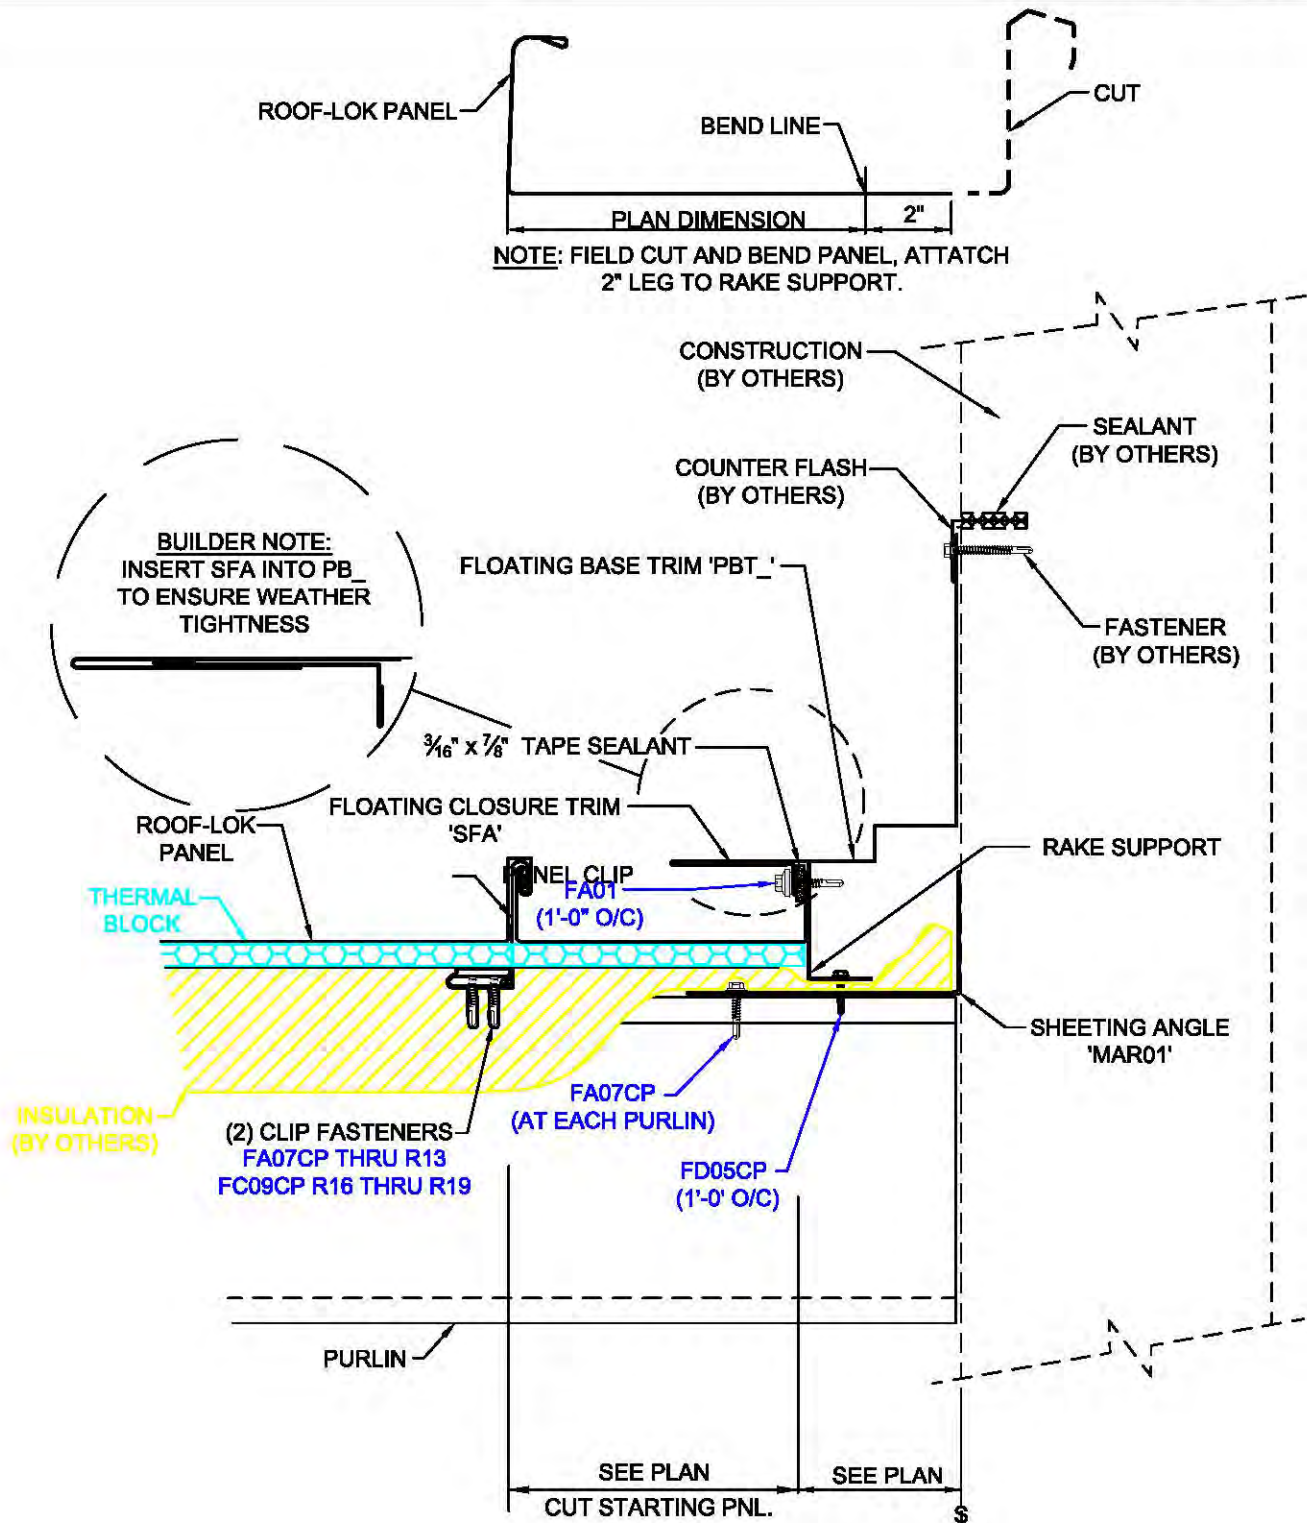 ROOF-LOK PANEL
CUT
BEND LINE
PLAN DIMENSION
2"
NOTE: FIELD CUT AND BEND PANEL, ATTATCH
2" LEG TO RAKE SUPPORT.
CONSTRUCTION
(BY OTHERS)
SEALANT
(BY OTHERS)
COUNTER FLASH
(BY OTHERS)
BUILDER NOTE:
INSERT SFA INTO PB_
TO ENSURE WEATHER
TIGHTNESS
FLOATING BASE TRIM 'PBT_'
FASTENER
(BY OTHERS)
3/16" x 7/8" TAPE SEALANT
FLOATING CLOSURE TRIM
'SFA'
ROOF-LOK
PANEL
RAKE SUPPORT
CLIP
FA01
(1'-0" O/C)
THERMAL
BLOCK
SHEETING ANGLE
'MAR01'
FA07CP
(AT EACH PURLIN)
INSULATION
(BY OTHERS)
(2) CLIP FASTENERS
FA07CP THRU R13
FC09CP R16 THRU R19
FD05CP
(1'-0' O/C)
PURLIN
SEE PLAN
SEE PLAN
CUT STARTING PNL.